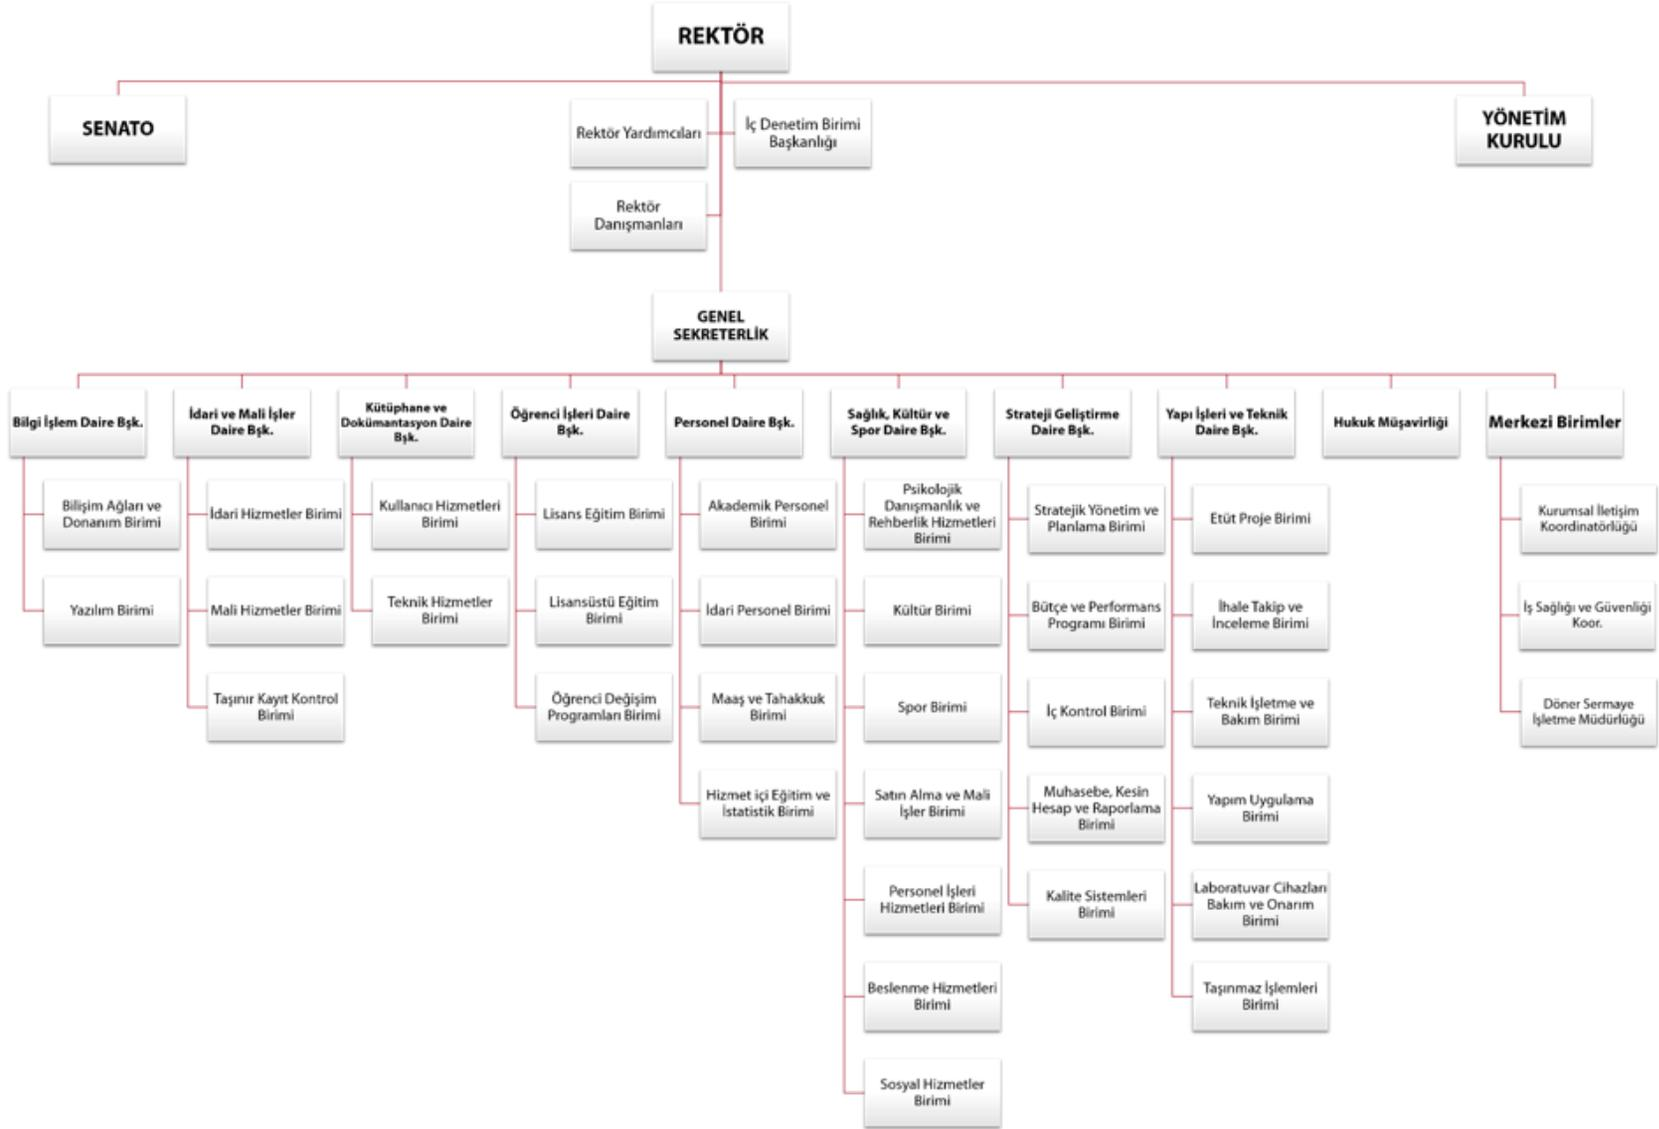 REKTÖR
SENATO
Rektör Yardımcıları
İç Denetim Birimi
Başkanlığı
YÖNETİM
KURULU
Rektör
Danışmanları
GENEL
SEKRETERLİK
Bilgi İşlem Daire Bşk.
İdari ve Mali İşler
Daire Bşk.
Kütüphane ve
Dokümantasyon Daire
Bşk.
Öğrenci İşleri Daire
Bşk.
Personel Daire Bşk.
Sağlık, Kültür ve
Spor Daire Bşk.
Strateji Geliştirme
Daire Bşk.
Yapı İşleri ve Teknik
Daire Bşk.
Hukuk Müşavirliği
Merkezi Birimler
Bilişim Ağları ve
Donanım Birimi
Yazılım Birimi
İdari Hizmetler Birimi
Mali Hizmetler Birimi
Taşınır Kayıt Kontrol
Birimi
Kullanıcı Hizmetleri
Birimi
Teknik Hizmetler
Birimi
Lisans Eğitim Birimi
Lisansüstü Eğitim
Birimi
Öğrenci Değişim
Programları Birimi
Akademik Personel
Birimi
İdari Personel Birimi
Maaş ve Tahakkuk
Birimi
Hizmet içi Eğitim ve
İstatistik Birimi
Psikolojik
Danışmanlık ve
Rehberlik Hizmetleri
Birimi
Kültür Birimi
Spor Birimi
Satın Alma ve Mali
İşler Birimi
Personel İşleri
Hizmetleri Birimi
Beslenme Hizmetleri
Birimi
Sosyal Hizmetler
Birimi
Stratejik Yönetim ve
Planlama Birimi
Bütçe ve Performans
Programı Birimi
İç Kontrol Birimi
Muhasebe, Kesin
Hesap ve Raporlama
Birimi
Kalite Sistemleri
Birimi
Etüt Proje Birimi
İhale Takip ve
İnceleme Birimi
Teknik İşletme ve
Bakım Birimi
Yapım Uygulama
Birimi
Laboratuvar Cihazları
Bakım ve Onarım
Birimi
Taşınmaz İşlemleri
Birimi
Kurumsal İletişim
Koordinatörlüğü
İş Sağlığı ve Güvenliği
Koor.
Döner Sermaye
İşletme Müdürlüğü